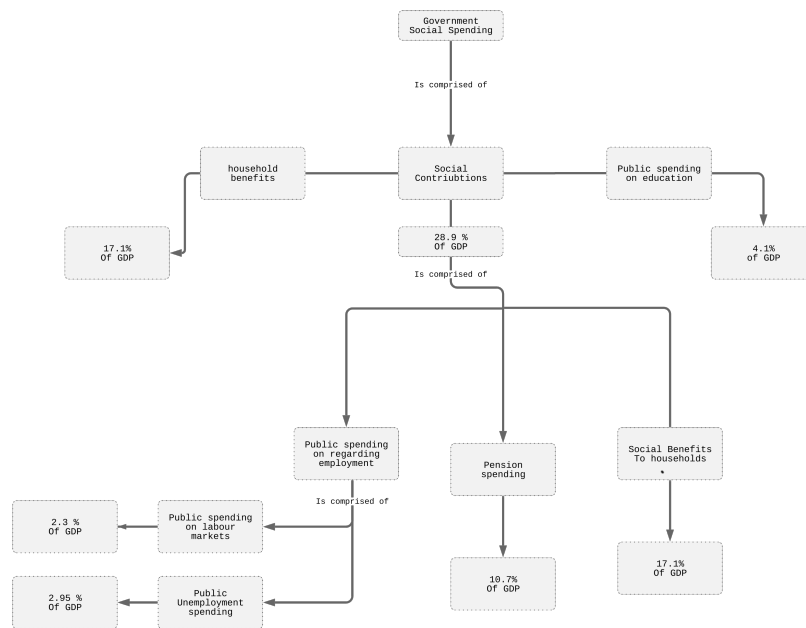 Government
Social Spending
Is comprised of
household
benefits
Social
Contriubtions
Public spending
on education
17.1%
Of GDP
28.9 %
Of GDP
4.1%
of GDP
Is comprised of
Public spending
on regarding
employment
Pension
spending
Social Benefits
To households
Is comprised of
2.3 %
Of GDP
Public spending
on labour
markets
10.7%
Of GDP
17.1%
Of GDP
2.95 %
Of GDP
Public
Unemployment
spending